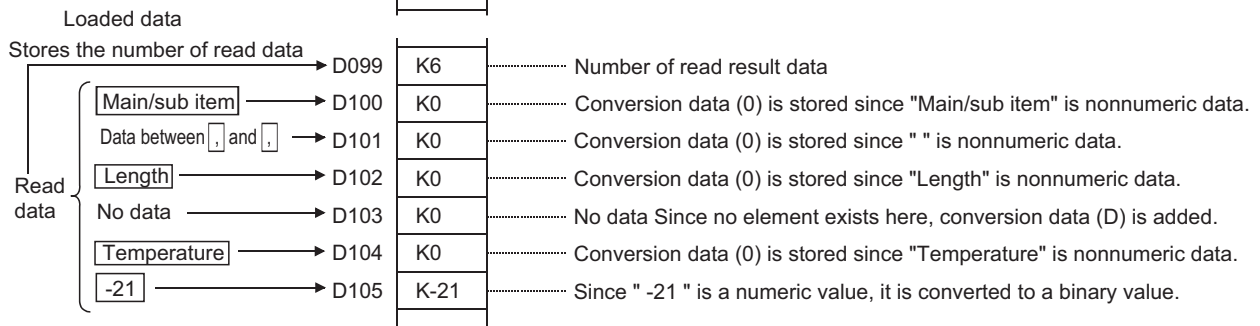 Loaded data
Stores the number of read data
D099 K6 Number of read result data
Main/sub item D100 K0 Conversion data (0) is stored since "Main/sub item" is nonnumeric data.
Data between , and , D101 K0 Conversion data (0) is stored since " " is nonnumeric data.
Length D102 K0 Conversion data (0) is stored since "Length" is nonnumeric data.
Read data
No data D103 K0 No data Since no element exists here, conversion data (D) is added.
Temperature D104 K0 Conversion data (0) is stored since "Temperature" is nonnumeric data.
-21 D105 K-21 Since " -21 " is a numeric value, it is converted to a binary value.